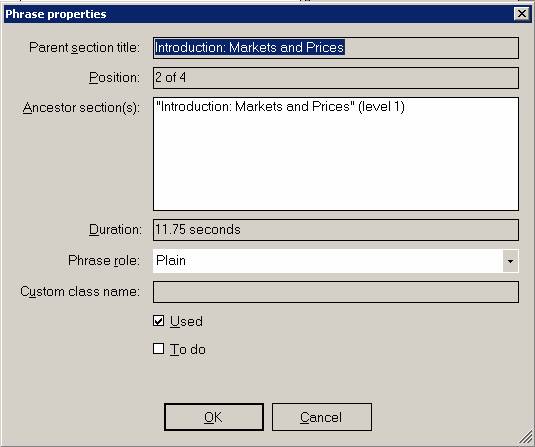 Phrase properties
Parent section title: Introduction: Markets and Prices
Position: 2 of 4
Ancestor section(s): "Introduction: Markets and Prices" (level 1)
Duration: 11.75 seconds
Phrase role: Plain
Custom class name:
Used
To do
OK Cancel